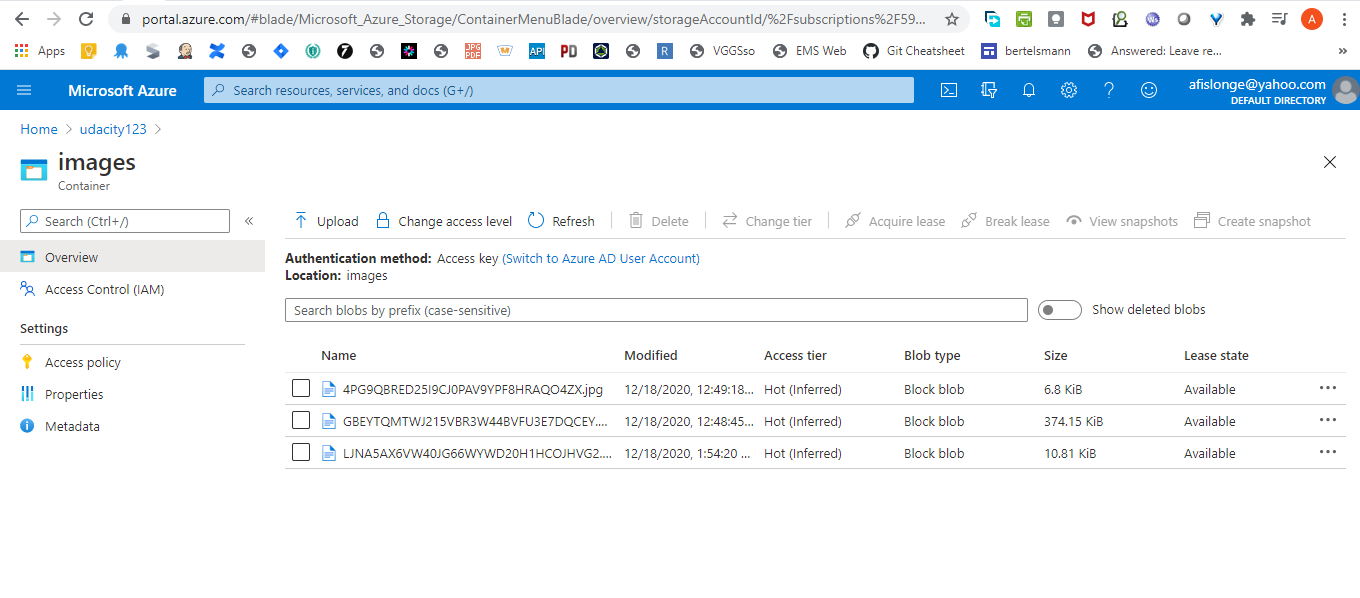 portal.azure.com/#blade/Microsoft_Azure_Storage/ContainerMenuBlade/overview/storageAccountId/%2Fsubscriptions%2F59...
A
Apps
JPG PDF
API
PD
R
VGGSso
EMS Web
Git Cheatsheet
bertelsmann
Answered: Leave re...
»
Microsoft Azure
Search resources, services, and docs (G+/)
afislonge@yahoo.com
DEFAULT DIRECTORY
Home > udacity123 >
images
Container
Search (Ctrl+/)
«
Upload
Change access level
Refresh
Delete
Change tier
Acquire lease
Break lease
View snapshots
Create snapshot
Overview
Access Control (IAM)
Settings
Access policy
Properties
Metadata
Authentication method: Access key (Switch to Azure AD User Account)
Location: images
Search blobs by prefix (case-sensitive)
Show deleted blobs
Name Modified Access tier Blob type Size Lease state
4PG9QBRED25I9CJ0PAV9YPF8HRAQO4ZX.jpg 12/18/2020, 12:49:18... Hot (Inferred) Block blob 6.8 KiB Available ...
GBEYTQMTWJ215VBR3W44BVFU3E7DQCEY.... 12/18/2020, 12:48:45... Hot (Inferred) Block blob 374.15 KiB Available ...
LJNA5AX6VW40JG66WYWD20H1HCOJHVG2.... 12/18/2020, 1:54:20 ... Hot (Inferred) Block blob 10.81 KiB Available ...